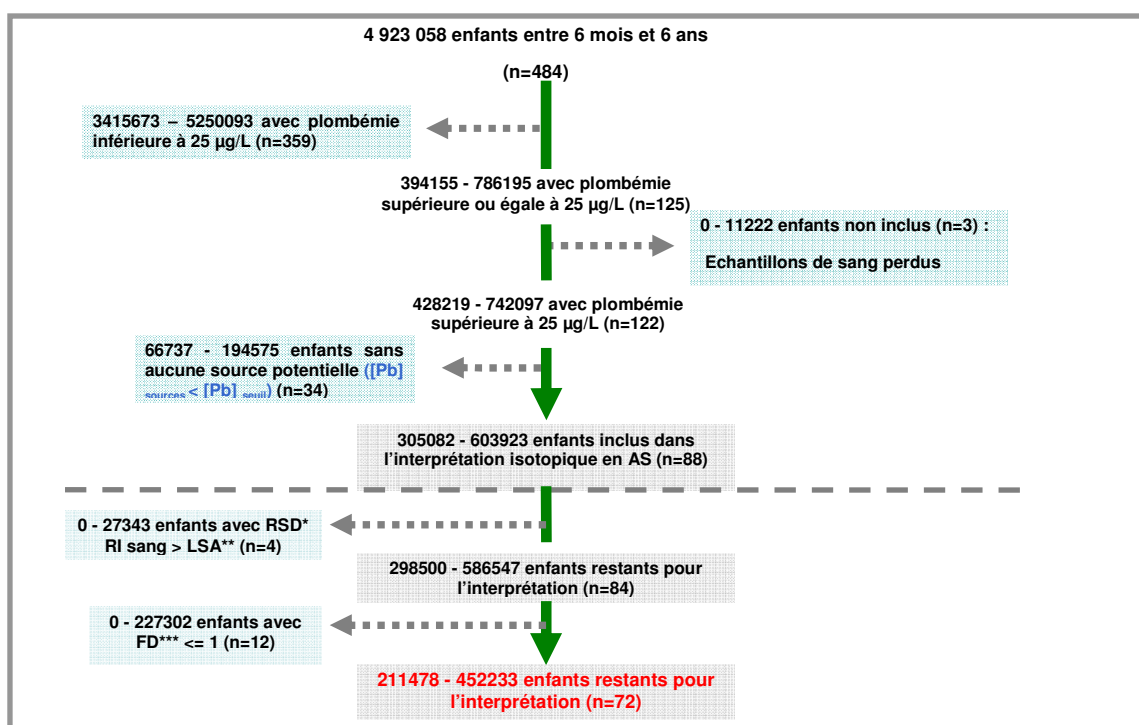 4 923 058 enfants entre 6 mois et 6 ans
(n=484)
3415673 – 5250093 avec plombémie
inférieure à 25 µg/L (n=359)
394155 - 786195 avec plombémie
supérieure ou égale à 25 µg/L (n=125)
0 - 11222 enfants non inclus (n=3) :
Echantillons de sang perdus
428219 - 742097 avec plombémie
supérieure à 25 µg/L (n=122)
66737 - 194575 enfants sans
aucune source potentielle ([Pb]
sources < [Pb] seuil) (n=34)
305082 - 603923 enfants inclus dans
l'interprétation isotopique en AS (n=88)
0 - 27343 enfants avec RSD*
RI sang > LSA** (n=4)
298500 - 586547 enfants restants pour
l'interprétation (n=84)
0 - 227302 enfants avec
FD*** <= 1 (n=12)
211478 - 452233 enfants restants pour
l'interprétation (n=72)